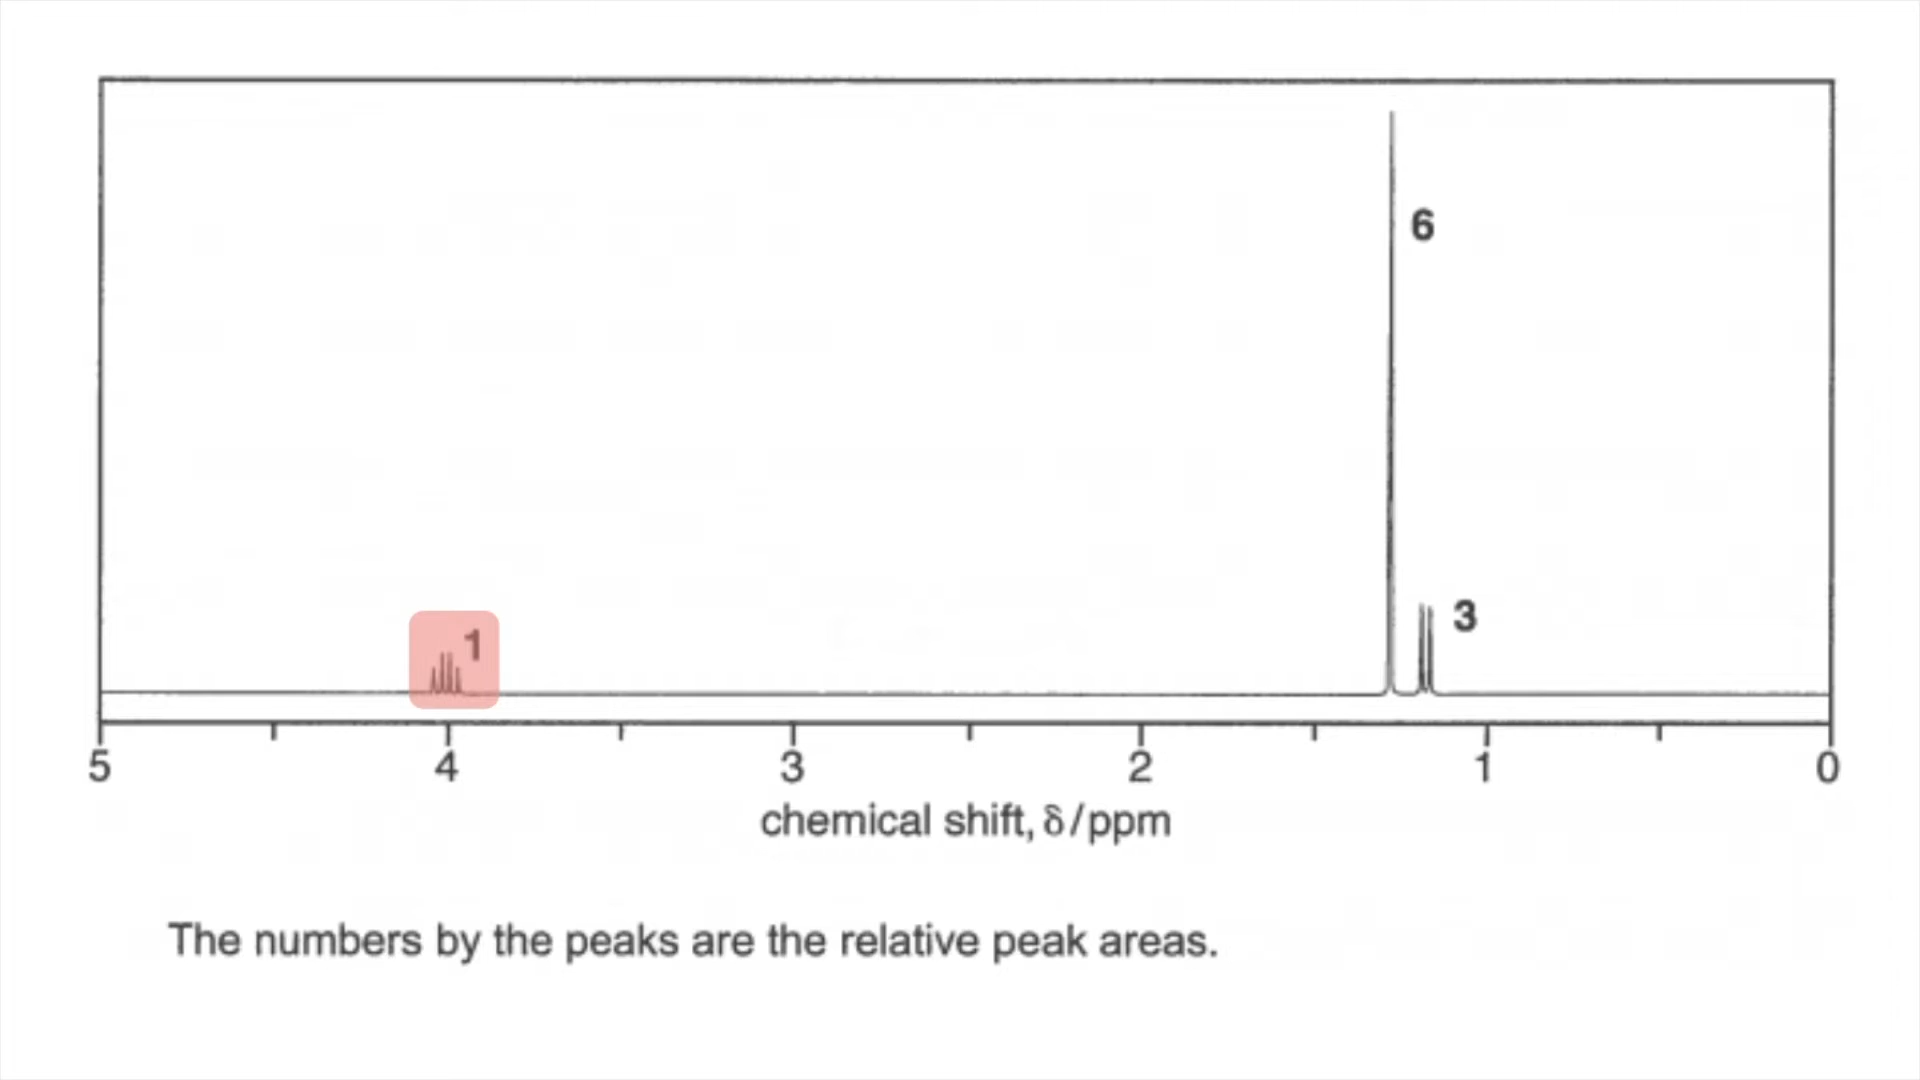 6
3
1
5 4 3 2 1 0
chemical shift, δ/ppm
The numbers by the peaks are the relative peak areas.